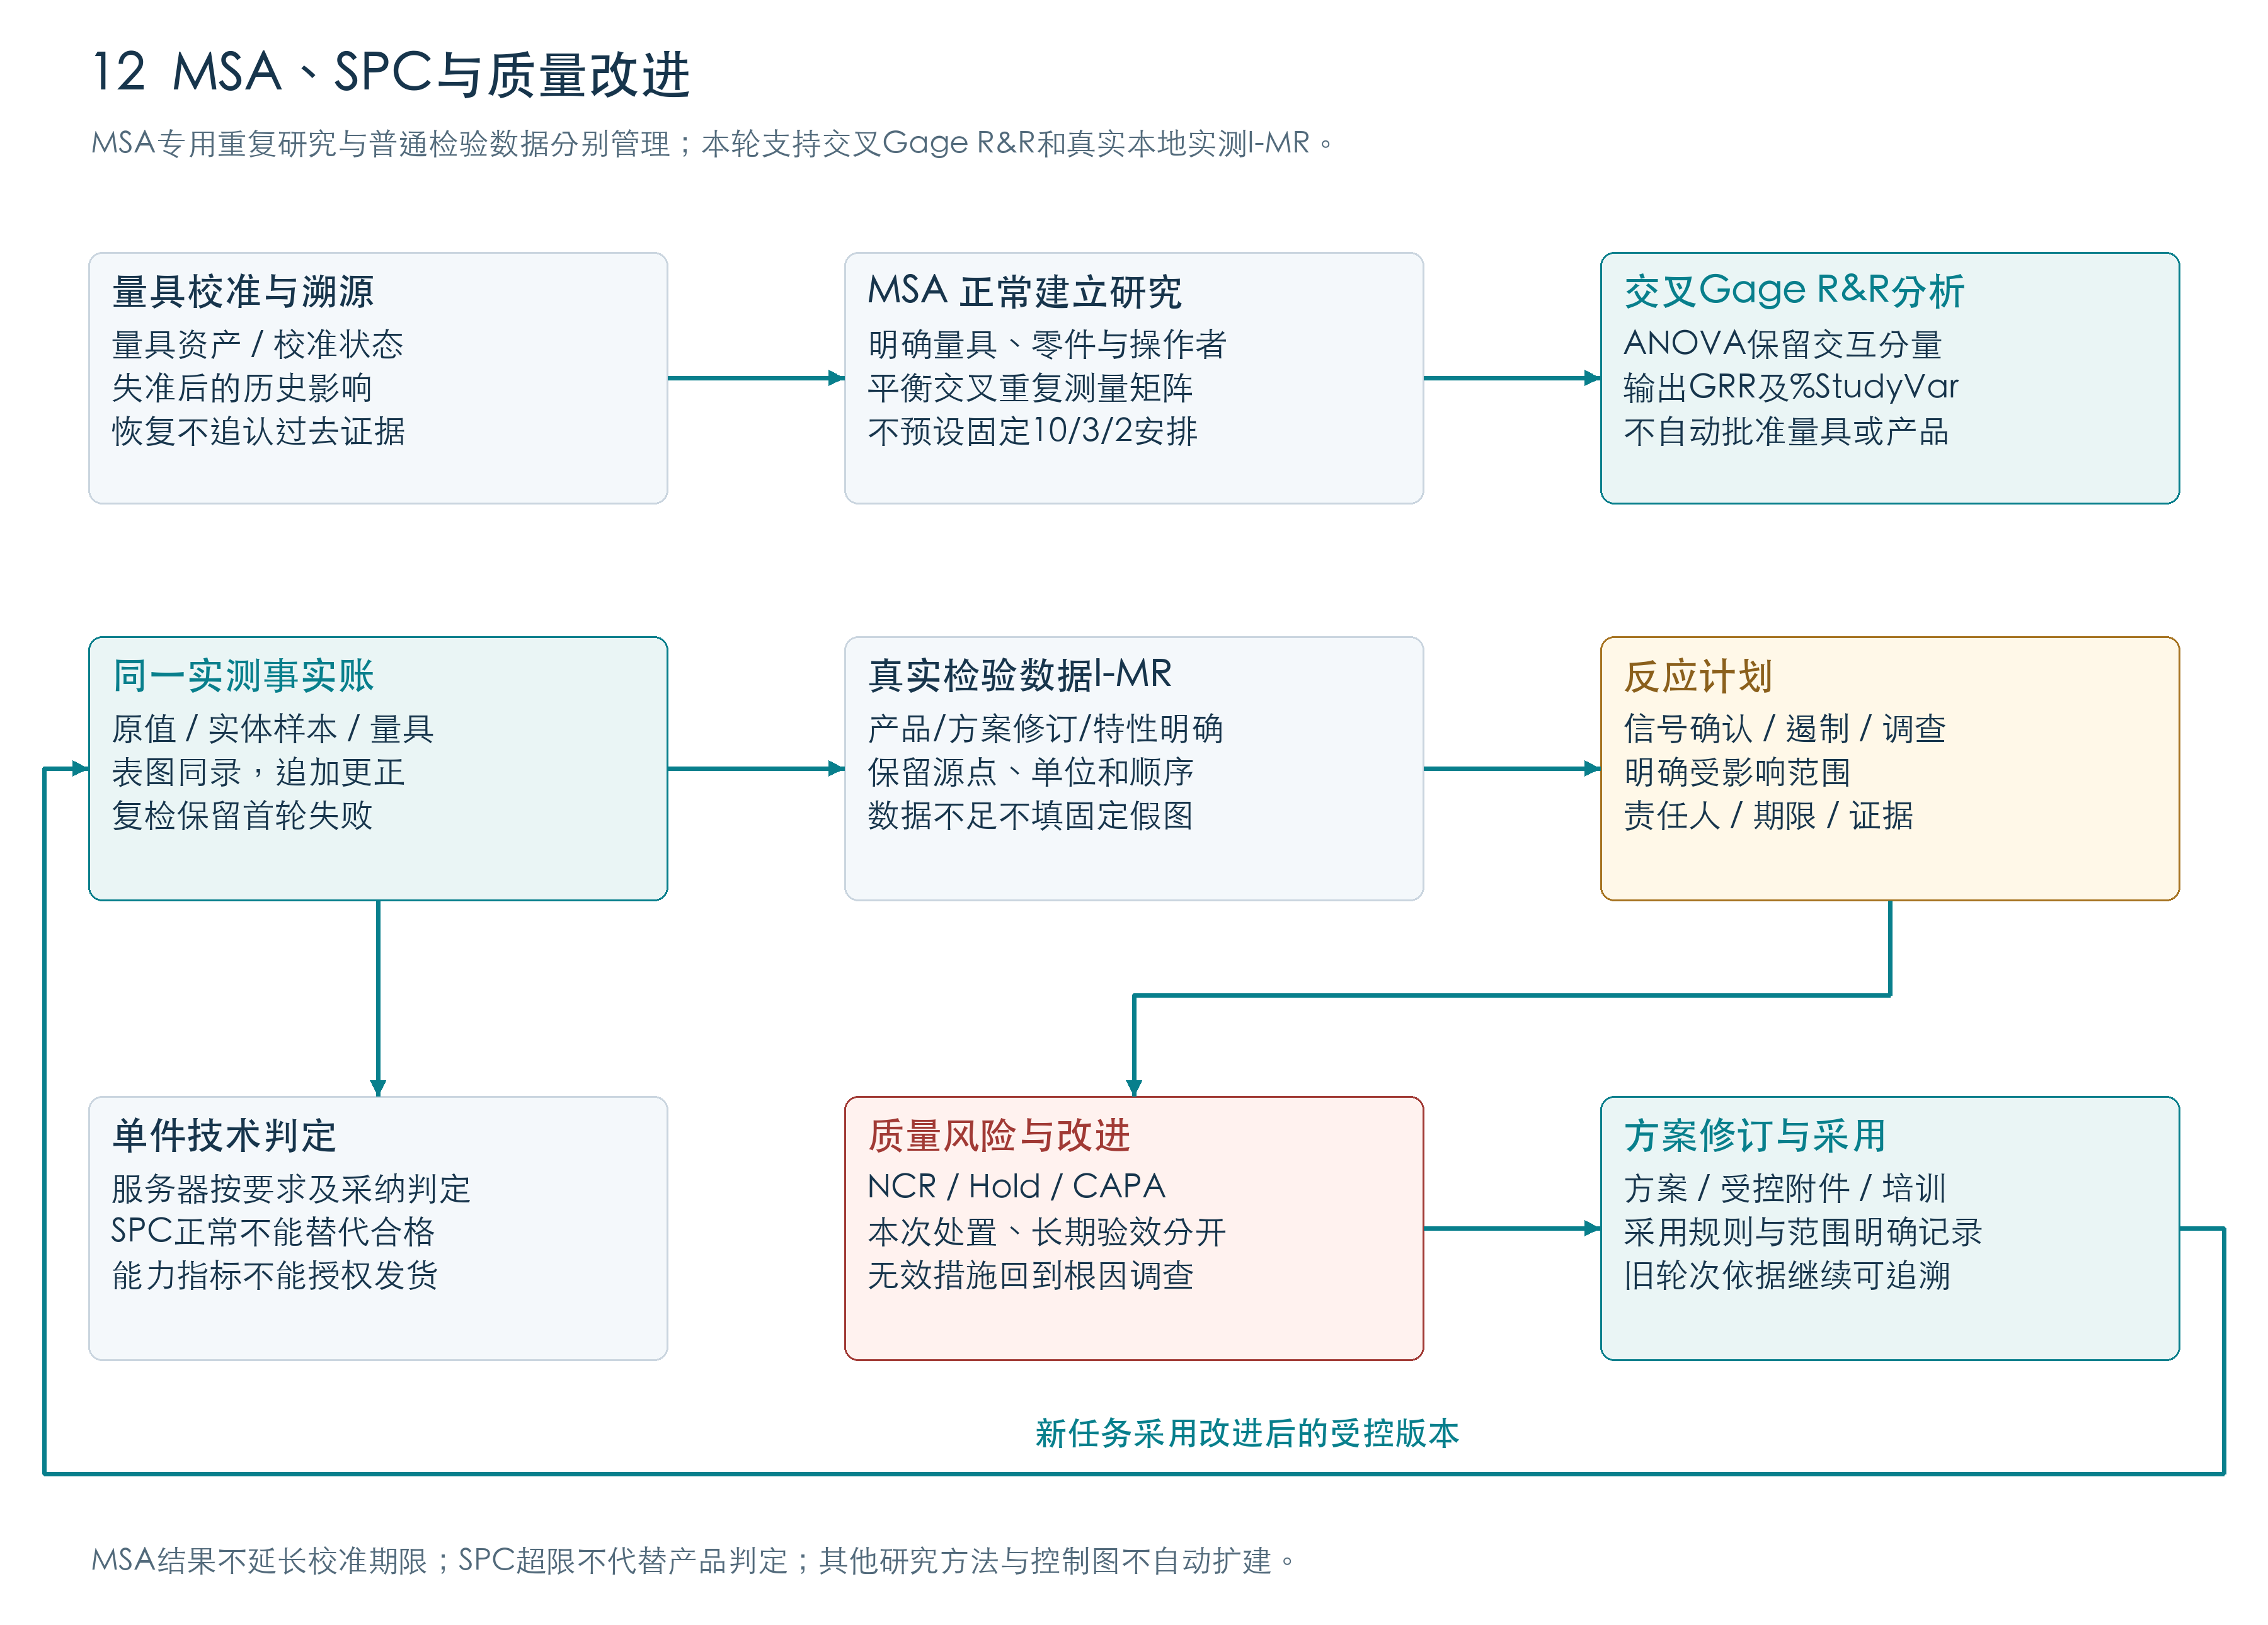 12 MSA、SPC与质量改进
MSA专用重复研究与普通检验数据分别管理；本轮支持交叉Gage R&R和真实本地实测I-MR。
量具校准与溯源
量具资产 / 校准状态
失准后的历史影响
恢复不追认过去证据
MSA 正常建立研究
明确量具、零件与操作者
平衡交叉重复测量矩阵
不预设固定10/3/2安排
交叉Gage R&R分析
ANOVA保留交互分量
输出GRR及%StudyVar
不自动批准量具或产品
同一实测事实账
原值 / 实体样本 / 量具
表图同录，追加更正
复检保留首轮失败
真实检验数据I-MR
产品/方案修订/特性明确
保留源点、单位和顺序
数据不足不填固定假图
反应计划
信号确认 / 遏制 / 调查
明确受影响范围
责任人 / 期限 / 证据
单件技术判定
服务器按要求及采纳判定
SPC正常不能替代合格
能力指标不能授权发货
质量风险与改进
NCR / Hold / CAPA
本次处置、长期验效分开
无效措施回到根因调查
方案修订与采用
方案 / 受控附件 / 培训
采用规则与范围明确记录
旧轮次依据继续可追溯
新任务采用改进后的受控版本
MSA结果不延长校准期限；SPC超限不代替产品判定；其他研究方法与控制图不自动扩建。